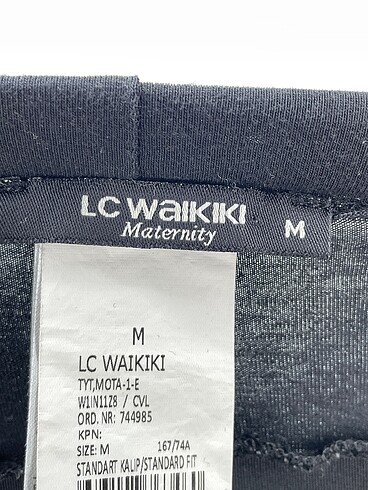 LC WAIKIKI M
Maternity
M
LC WAIKIKI
TYT,MOTA-1-E
W1IN11Z8 / CVL
ORD. NR: 744985
KPN:
SIZE: M 167/74A
STANDART KALIP/STANDARD FIT